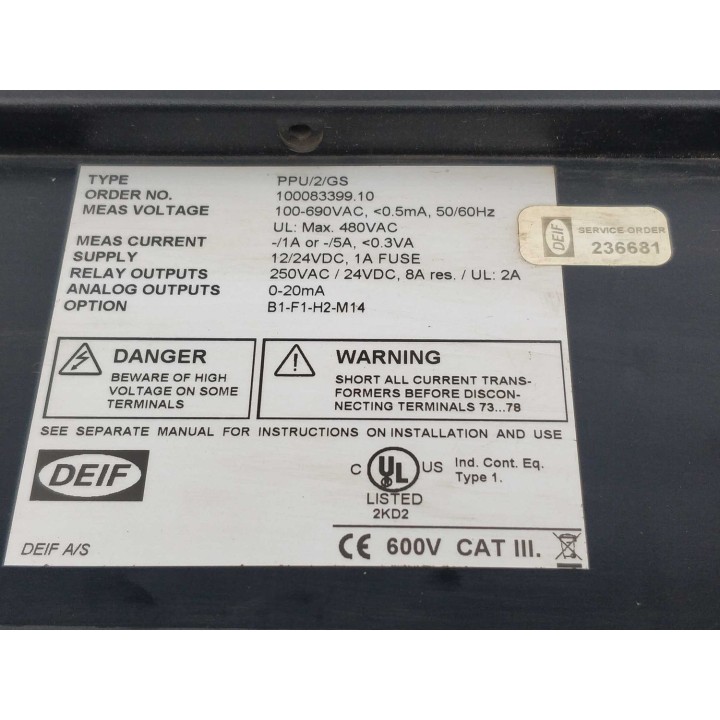 TYPE PPU/2/GS
ORDER NO. 100083399.10
MEAS VOLTAGE 100-690VAC, <0.5mA, 50/60Hz
UL: Max. 480VAC
MEAS CURRENT -/1A or -/5A, <0.3VA
SUPPLY 12/24VDC, 1A FUSE
RELAY OUTPUTS 250VAC / 24VDC, 8A res. / UL: 2A
ANALOG OUTPUTS 0-20mA
OPTION B1-F1-H2-M14
DEIF
SERVICE-ORDER
236681
DANGER
BEWARE OF HIGH
VOLTAGE ON SOME
TERMINALS
WARNING
SHORT ALL CURRENT TRANS-
FORMERS BEFORE DISCON-
NECTING TERMINALS 73...78
SEE SEPARATE MANUAL FOR INSTRUCTIONS ON INSTALLATION AND USE
DEIF
C UL US
LISTED
2KD2
Ind. Cont. Eq.
Type 1.
DEIF A/S
CE 600V CAT III.